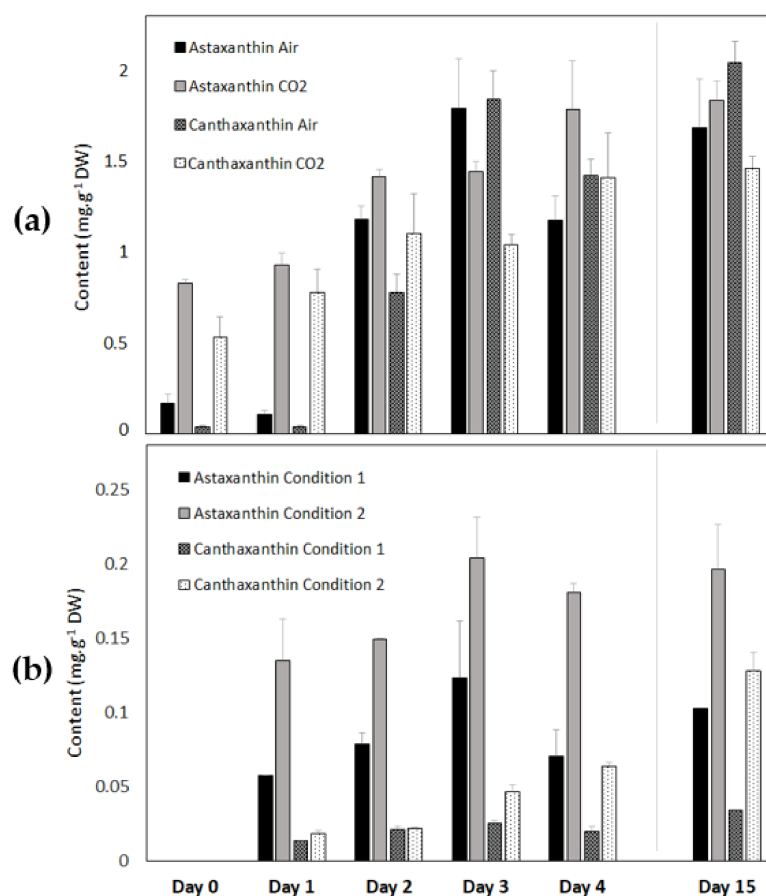 (a)
Content (mg.g-1 DW)
2
1.5
1
0.5
0
Astaxanthin Air
Astaxanthin CO2
Canthaxanthin Air
Canthaxanthin CO2
(b)
Content (mg.g-1 DW)
0.25
0.2
0.15
0.1
0.05
0
Astaxanthin Condition 1
Astaxanthin Condition 2
Canthaxanthin Condition 1
Canthaxanthin Condition 2
Day 0 Day 1 Day 2 Day 3 Day 4 Day 15